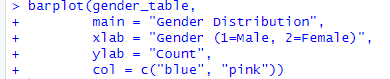 > barplot(gender_table,
+ main = "Gender Distribution",
+ xlab = "Gender (1=Male, 2=Female)",
+ ylab = "Count",
+ col = c("blue", "pink"))